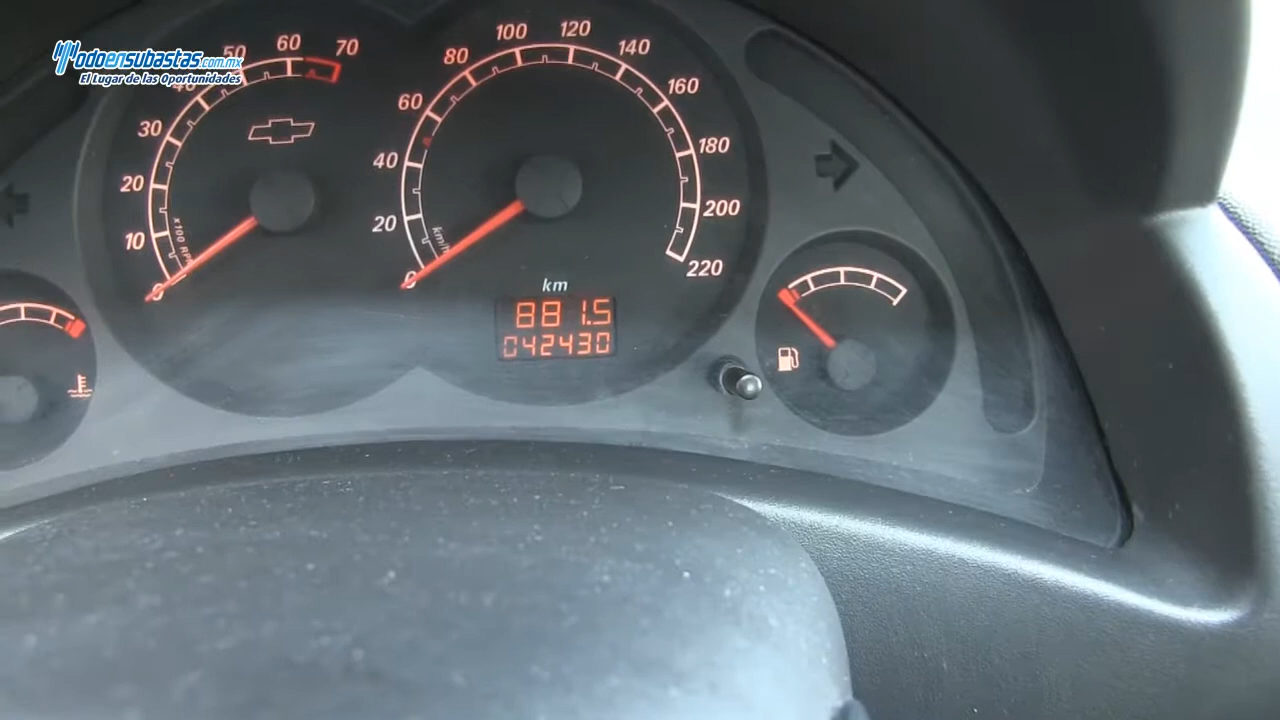 WodoenSubastas.com.mx
El Lugar de las Oportunidades
0 10 20 30 40 50 60 70
x100 RPM
0 20 40 60 80 100 120 140 160 180 200 220
km/h
km
881.5
042430